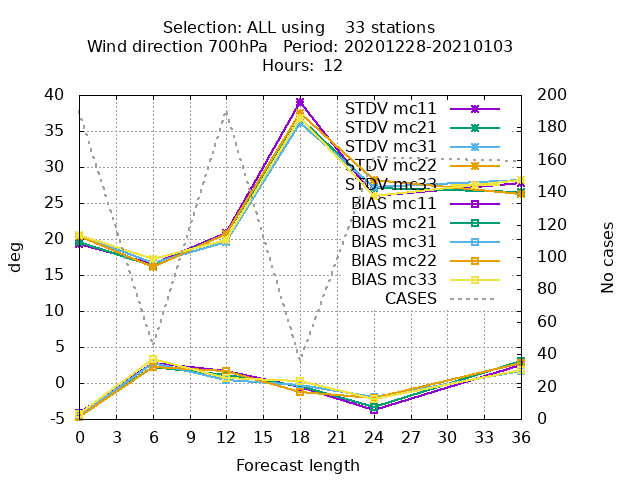 Selection: ALL using    33 stations
Wind direction 700hPa   Period: 20201228-20210103
Hours:  12
deg
40
35
30
25
20
15
10
5
0
-5
STDV mc11
STDV mc21
STDV mc31
STDV mc22
STDV mc33
BIAS mc11
BIAS mc21
BIAS mc31
BIAS mc22
BIAS mc33
CASES
200
180
160
140
120
100
80
60
40
20
0
No cases
0 3 6 9 12 15 18 21 24 27 30 33 36
Forecast length